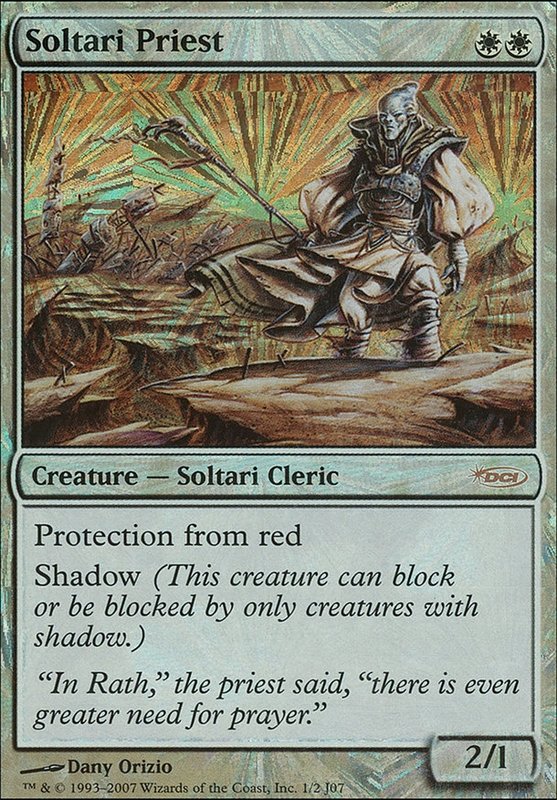 Soltari Priest
Creature — Soltari Cleric
DCI
Protection from red
Shadow (This creature can block
or be blocked by only creatures with
shadow.)
“In Rath,” the priest said, “there is even
greater need for prayer.”
2/1
Dany Orizio
™ & © 1993–2007 Wizards of the Coast, Inc. 1/2 J07